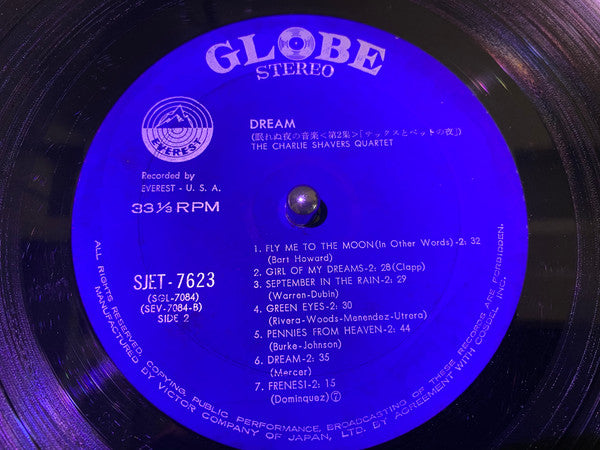 GLOBE
STEREO
EVEREST
DREAM
(眠れぬ夜の音楽<第2集>「サックスとペットの夜」)
THE CHARLIE SHAVERS QUARTET
Recorded by
EVEREST - U. S. A.
33 1/3 RPM
SJET-7623
(SGL-7084)
(SEV-7084-B)
SIDE 2
1. FLY ME TO THE MOON(In Other Words)-2: 32
(Bart Howard)
2. GIRL OF MY DREAMS-2: 28(Clapp)
3. SEPTEMBER IN THE RAIN-2: 29
(Warren-Dubin)
4. GREEN EYES-2: 30
(Rivera-Woods-Menendez-Utrera)
5. PENNIES FROM HEAVEN-2: 44
(Burke-Johnson)
6. DREAM-2: 35
(Mercer)
7. FRENESI-2: 15
(Dominquez)Ⓟ
ALL RIGHTS RESERVED. COPYING, PUBLIC PERFORMANCE, BROADCASTING OF THESE RECORD ARE FORBIDDEN.
MANUFACTURED BY VICTOR COMPANY OF JAPAN, LTD. BY AGREEMENT WITH COSDEL INC.